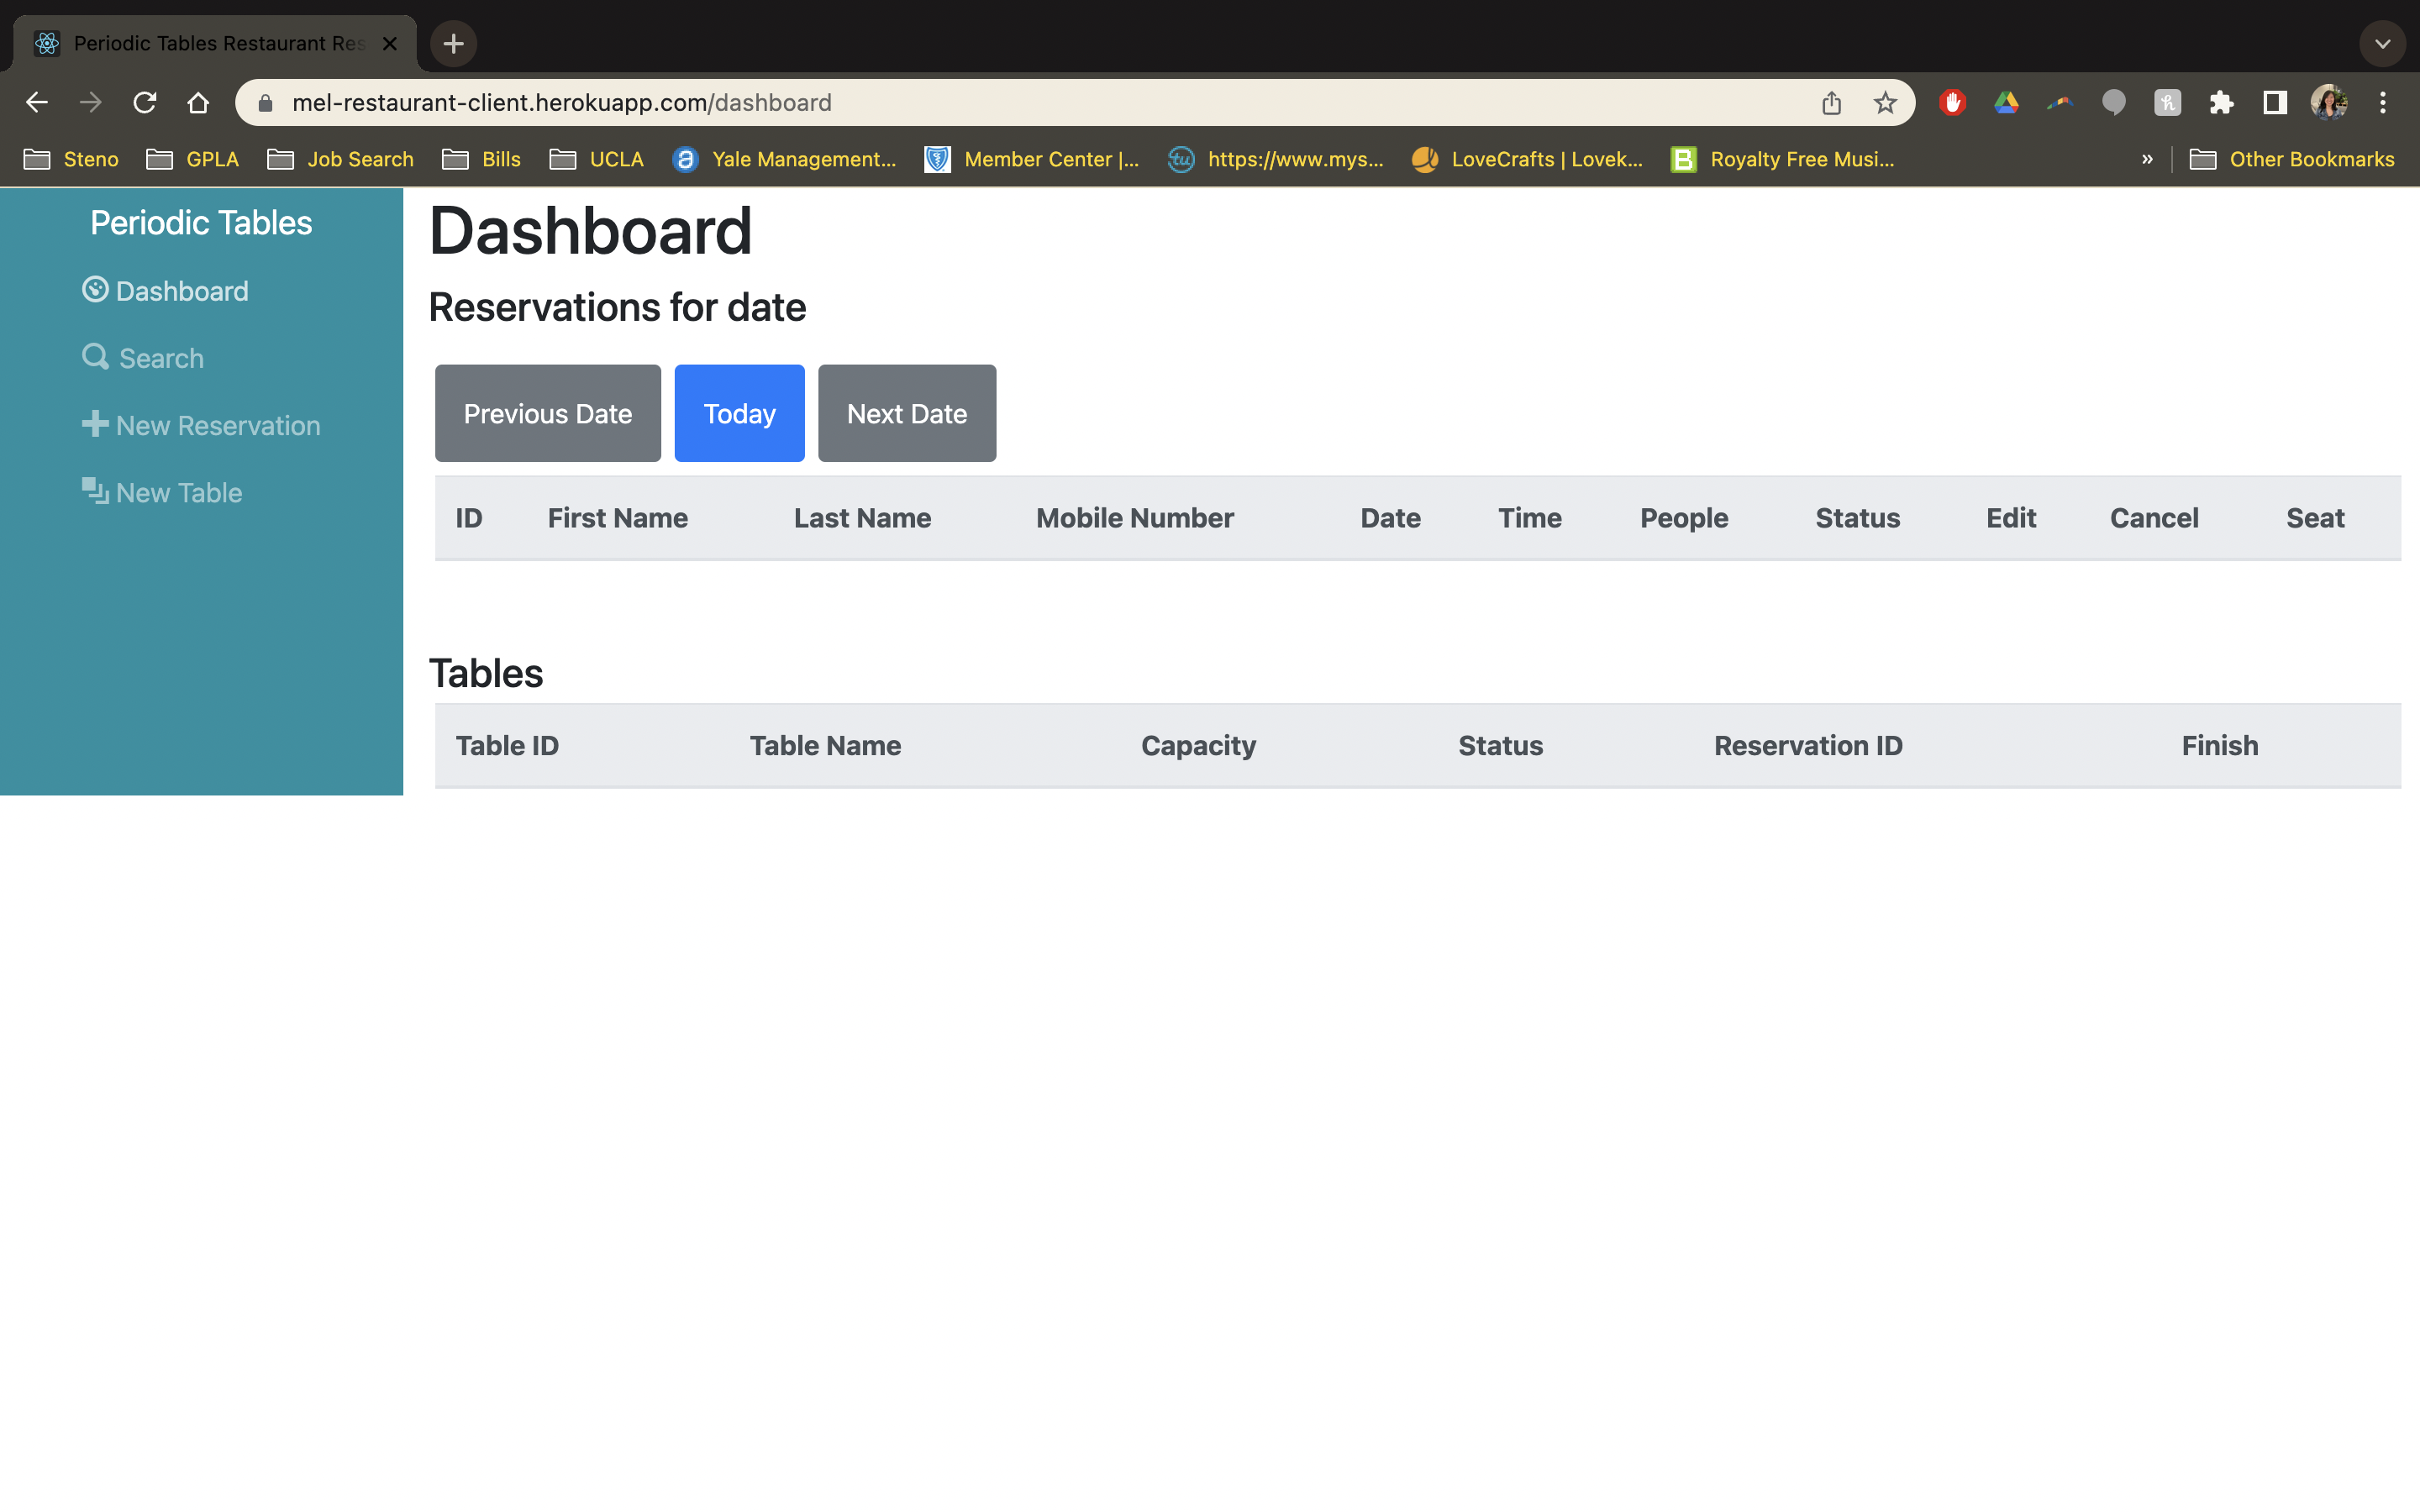 Periodic Tables Restaurant Res
mel-restaurant-client.herokuapp.com/dashboard
Steno GPLA Job Search Bills UCLA Yale Management... Member Center |... https://www.mys... LoveCrafts | Lovek... Royalty Free Musi... » Other Bookmarks
Periodic Tables
Dashboard
Search
New Reservation
New Table
Dashboard
Reservations for date
Previous Date Today Next Date
ID First Name Last Name Mobile Number Date Time People Status Edit Cancel Seat
Tables
Table ID Table Name Capacity Status Reservation ID Finish